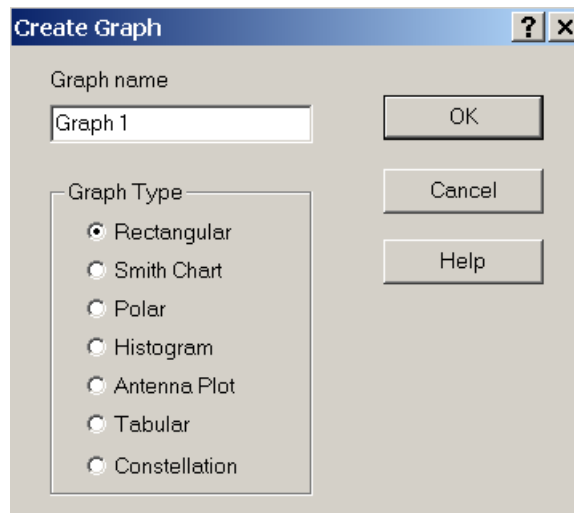 Create Graph
Graph name
Graph 1
OK
Cancel
Help
Graph Type
Rectangular
Smith Chart
Polar
Histogram
Antenna Plot
Tabular
Constellation